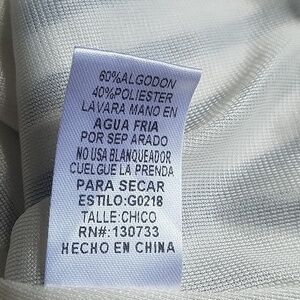 60%ALGODON
40%POLIESTER
LAVARA MANO EN
AGUA FRIA
POR SEP ARADO
NO USA BLANQUEADOR
CUELGUE LA PRENDA
PARA SECAR
ESTILO:G0218
TALLE:CHICO
RN#:130733
HECHO EN CHINA